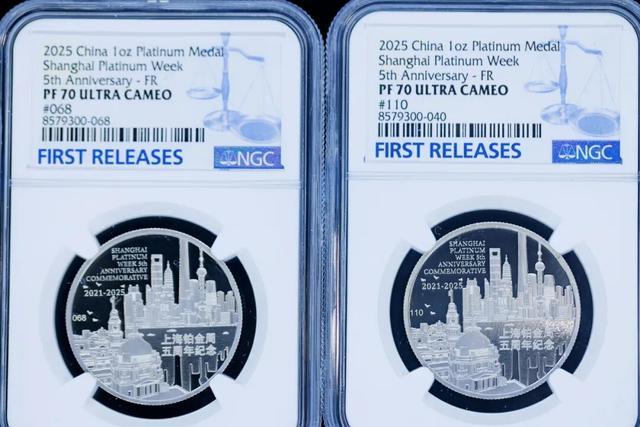 2025 China 1oz Platinum Medal
Shanghai Platinum Week
5th Anniversary - FR
PF 70 ULTRA CAMEO
#068
8579300-068
FIRST RELEASES
NGC
SHANGHAI
PLATINUM
WEEK 5th
ANNIVERSARY
COMMEMORATIVE
2021-2025
068
上海铂金周
五周年纪念
2025 China 1oz Platinum Medal
Shanghai Platinum Week
5th Anniversary - FR
PF 70 ULTRA CAMEO
#110
8579300-040
FIRST RELEASES
NGC
SHANGHAI
PLATINUM
WEEK 5th
ANNIVERSARY
COMMEMORATIVE
2021-2025
110
上海铂金周
五周年纪念